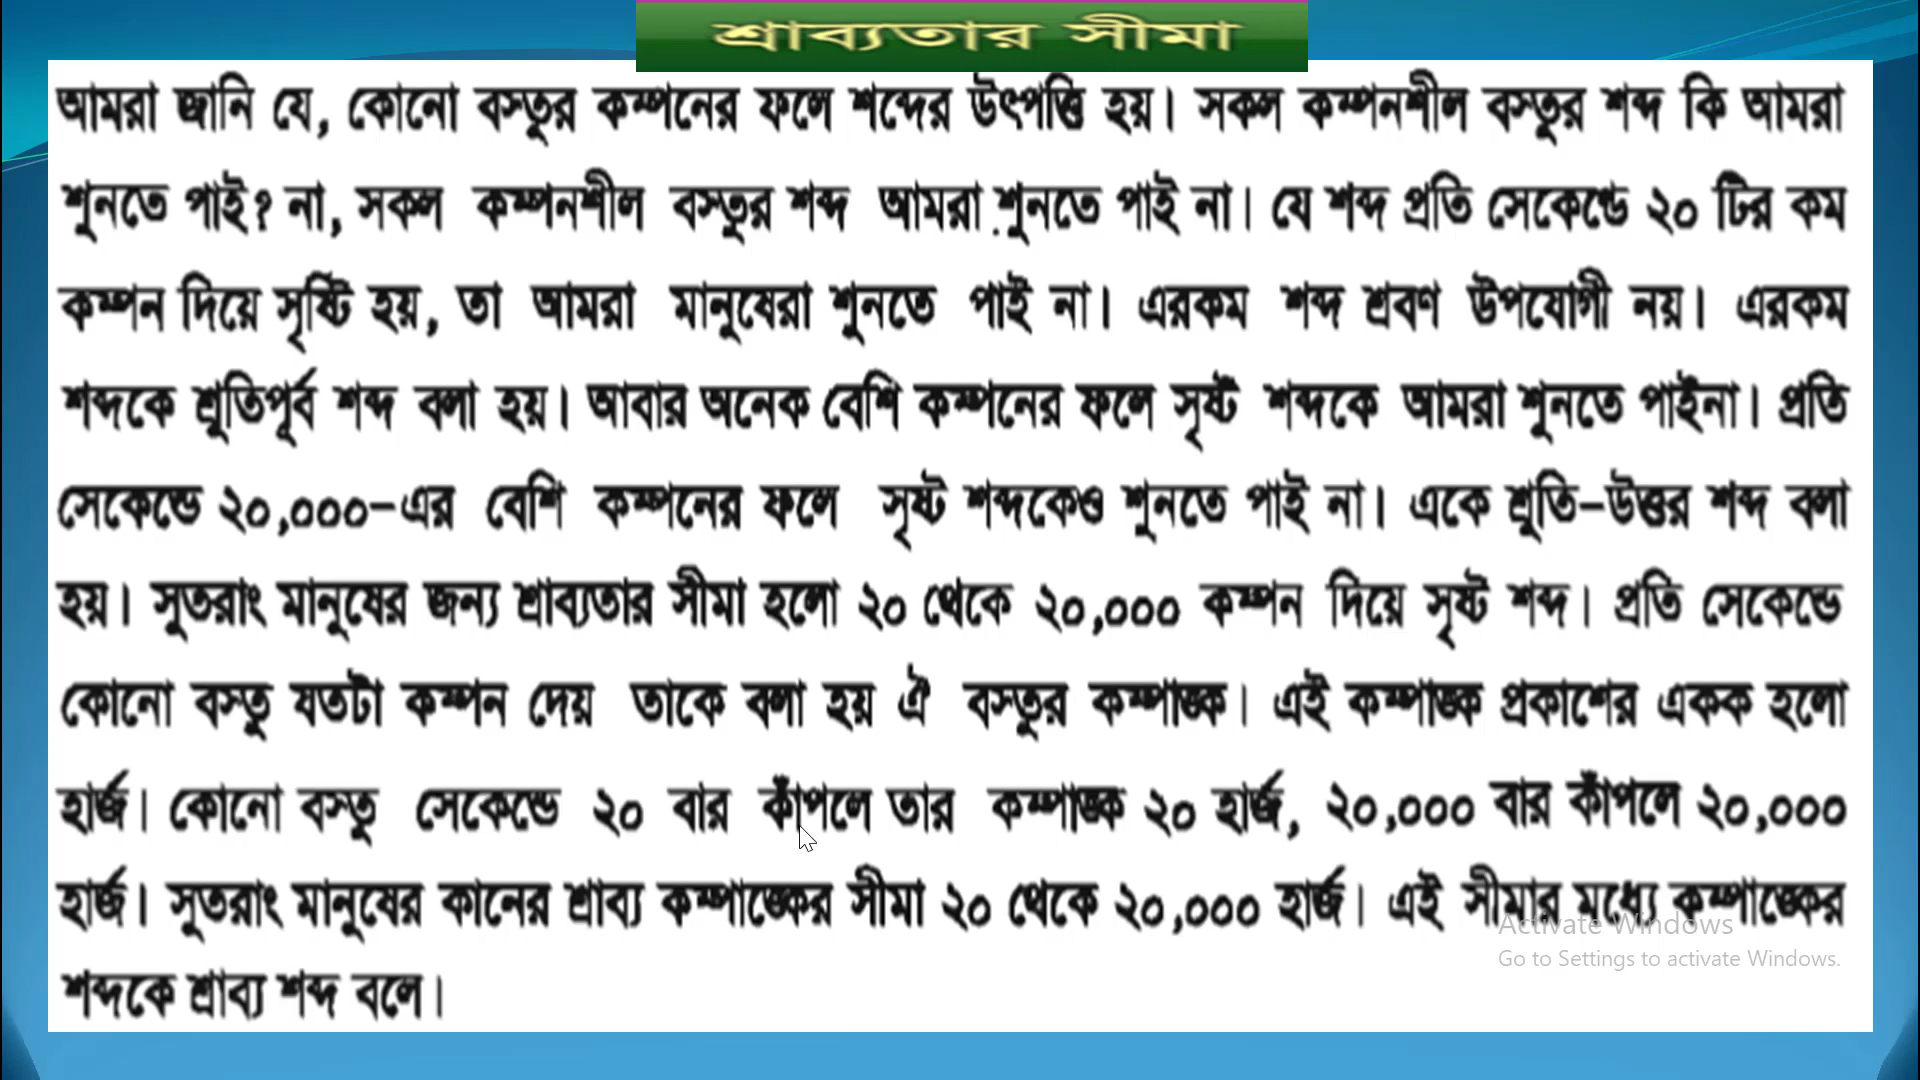 শ্রাব্যতার সীমা
আমরা জানি যে, কোনো বস্তুর কম্পনের ফলে শব্দের উৎপত্তি হয়। সকল কম্পনশীল বস্তুর শব্দ কি আমরা
শুনতে পাই? না, সকল কম্পনশীল বস্তুর শব্দ আমরা শুনতে পাই না। যে শব্দ প্রতি সেকেণ্ডে ২০ টির কম
কম্পন দিয়ে সৃষ্টি হয়, তা আমরা মানুষেরা শুনতে পাই না। এরকম শব্দ শ্রবণ উপযোগী নয়। এরকম
শব্দকে শ্রুতিপূর্ব শব্দ বলা হয়। আবার অনেক বেশি কম্পনের ফলে সৃষ্ট শব্দকে আমরা শুনতে পাইনা। প্রতি
সেকেন্ডে ২০,০০০-এর বেশি কম্পনের ফলে সৃষ্ট শব্দকেও শুনতে পাই না। একে শ্রুতি-উত্তর শব্দ বলা
হয়। সুতরাং মানুষের জন্য শ্রাব্যতার সীমা হলো ২০ থেকে ২০,০০০ কম্পন দিয়ে সৃষ্ট শব্দ। প্রতি সেকেন্ডে
কোনো বস্তু যতটা কম্পন দেয় তাকে বলা হয় ঐ বস্তুর কম্পাঙ্ক। এই কম্পাঙ্ক প্রকাশের একক হলো
হার্জ। কোনো বস্তু সেকেন্ডে ২০ বার কাঁপলে তার কম্পাঙ্ক ২০ হার্জ, ২০,০০০ বার কাঁপলে ২০,০০০
হার্জ। সুতরাং মানুষের কানের শ্রাব্য কম্পাঙ্কের সীমা ২০ থেকে ২০,০০০ হার্জ। এই সীমার মধ্যে কম্পাঙ্কের
শব্দকে শ্রাব্য শব্দ বলে।
Activate Windows
Go to Settings to activate Windows.